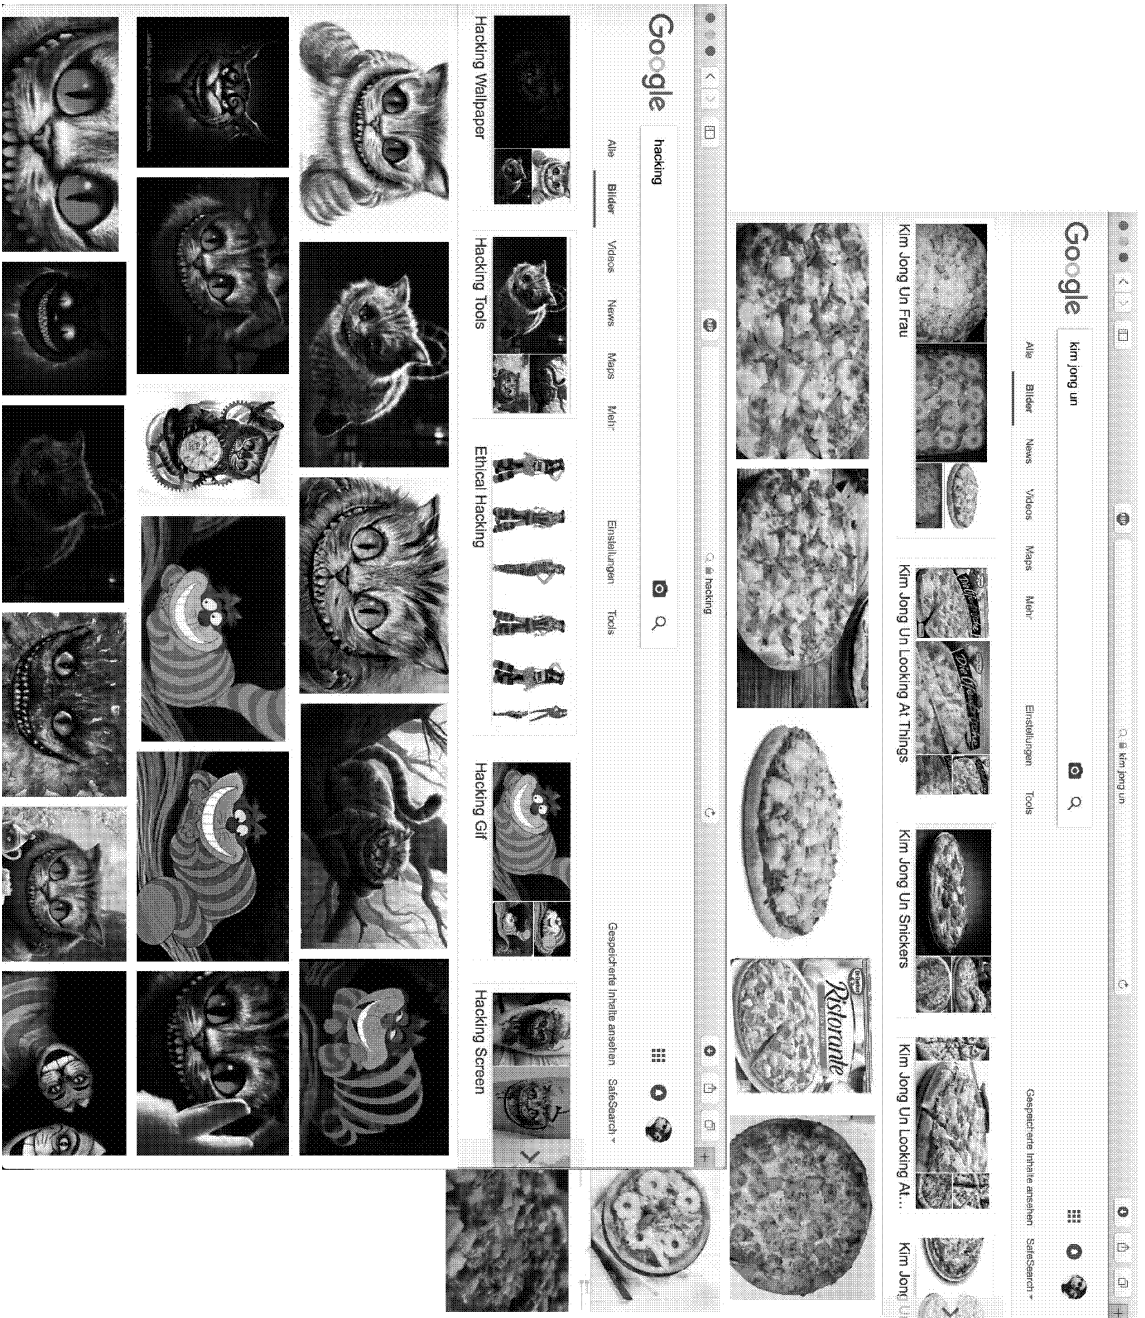 kim jong un
Google
kim jong un
Alle Bilder News Videos Maps Mehr Einstellungen Tools Gespeicherte Inhalte ansehen SafeSearch
Kim Jong Un Frau
Kim Jong Un Looking At Things
Kim Jong Un Snickers
Kim Jong Un Looking At...
Kim Jong U
Ristorante
hacking
Google
hacking
Alle Bilder Videos News Maps Mehr Einstellungen Tools Gespeicherte Inhalte ansehen SafeSearch
Hacking Wallpaper
Hacking Tools
Ethical Hacking
Hacking Gif
Hacking Screen